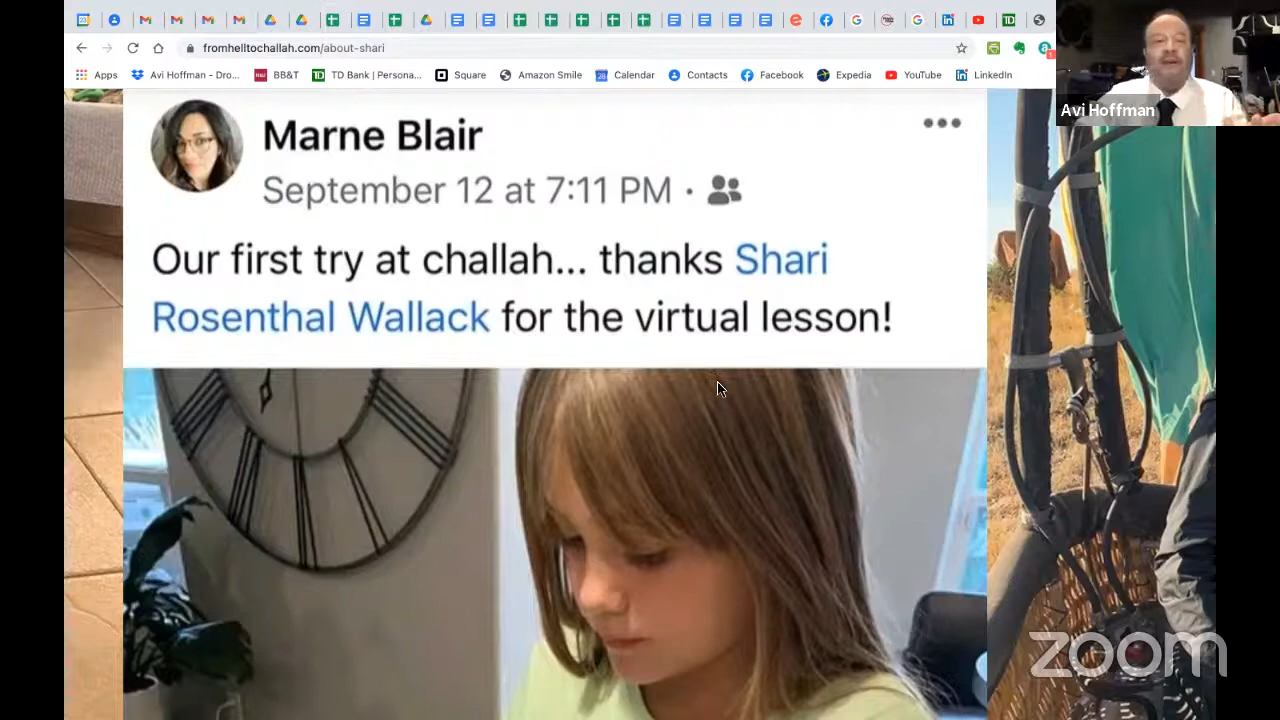 fromhelltochallah.com/about-shari
Apps
Avi Hoffman - Dro...
BB&T
TD Bank | Persona...
Square
Amazon Smile
Calendar
Contacts
Facebook
Expedia
YouTube
LinkedIn
Avi Hoffman
Marne Blair
September 12 at 7:11 PM ·
Our first try at challah... thanks Shari
Rosenthal Wallack for the virtual lesson!
zoom